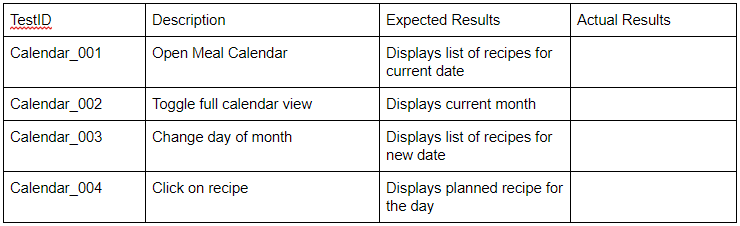 TestID Description Expected Results Actual Results
Calendar_001 Open Meal Calendar Displays list of recipes for
current date
Calendar_002 Toggle full calendar view Displays current month
Calendar_003 Change day of month Displays list of recipes for
new date
Calendar_004 Click on recipe Displays planned recipe for
the day